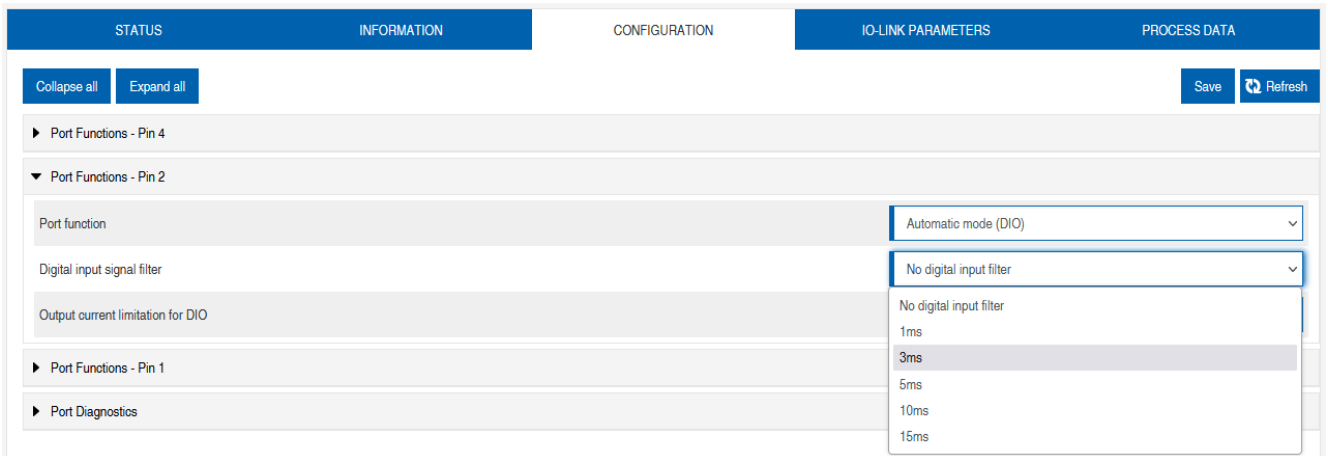 STATUS INFORMATION CONFIGURATION IO-LINK PARAMETERS PROCESS DATA
Collapse all Expand all Save Refresh
Port Functions - Pin 4
Port Functions - Pin 2
Port function Automatic mode (DIO)
Digital input signal filter No digital input filter
No digital input filter
Output current limitation for DIO
1ms
3ms
Port Functions - Pin 1
5ms
Port Diagnostics
10ms
15ms